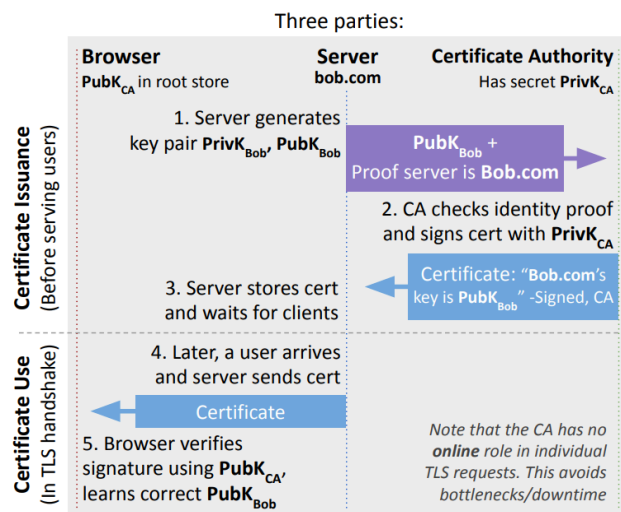 Three parties:
Browser
PubK_CA in root store
Server
bob.com
Certificate Authority
Has secret PrivK_CA
Certificate Issuance
(Before serving users)
1. Server generates
key pair PrivK_Bob, PubK_Bob
PubK_Bob +
Proof server is Bob.com
2. CA checks identity proof
and signs cert with PrivK_CA
Certificate: “Bob.com’s
key is PubK_Bob” -Signed, CA
3. Server stores cert
and waits for clients
Certificate Use
(In TLS handshake)
4. Later, a user arrives
and server sends cert
Certificate
5. Browser verifies
signature using PubK_CA,
learns correct PubK_Bob
Note that the CA has no
online role in individual
TLS requests. This avoids
bottlenecks/downtime